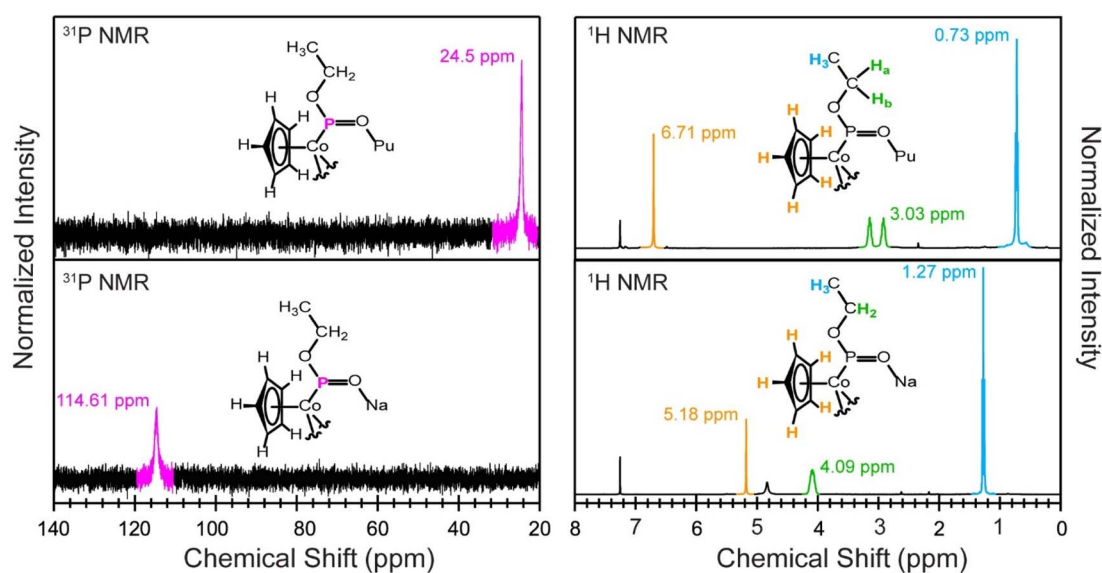 Normalized Intensity
³¹P NMR
24.5 ppm
H₃C
CH₂
O
H
H
P
O
H
Co
Pu
H
H
³¹P NMR
114.61 ppm
H₃C
CH₂
O
H
H
P
O
H
Co
Na
H
H
140 120 100 80 60 40 20
Chemical Shift (ppm)
¹H NMR
0.73 ppm
6.71 ppm
3.03 ppm
H₃C
Hₐ
C
H_b
O
H
H
P
O
H
Co
Pu
H
H
¹H NMR
1.27 ppm
5.18 ppm
4.09 ppm
H₃C
CH₂
O
H
H
P
O
H
Co
Na
H
H
8 7 6 5 4 3 2 1 0
Chemical Shift (ppm)
Normalized Intensity